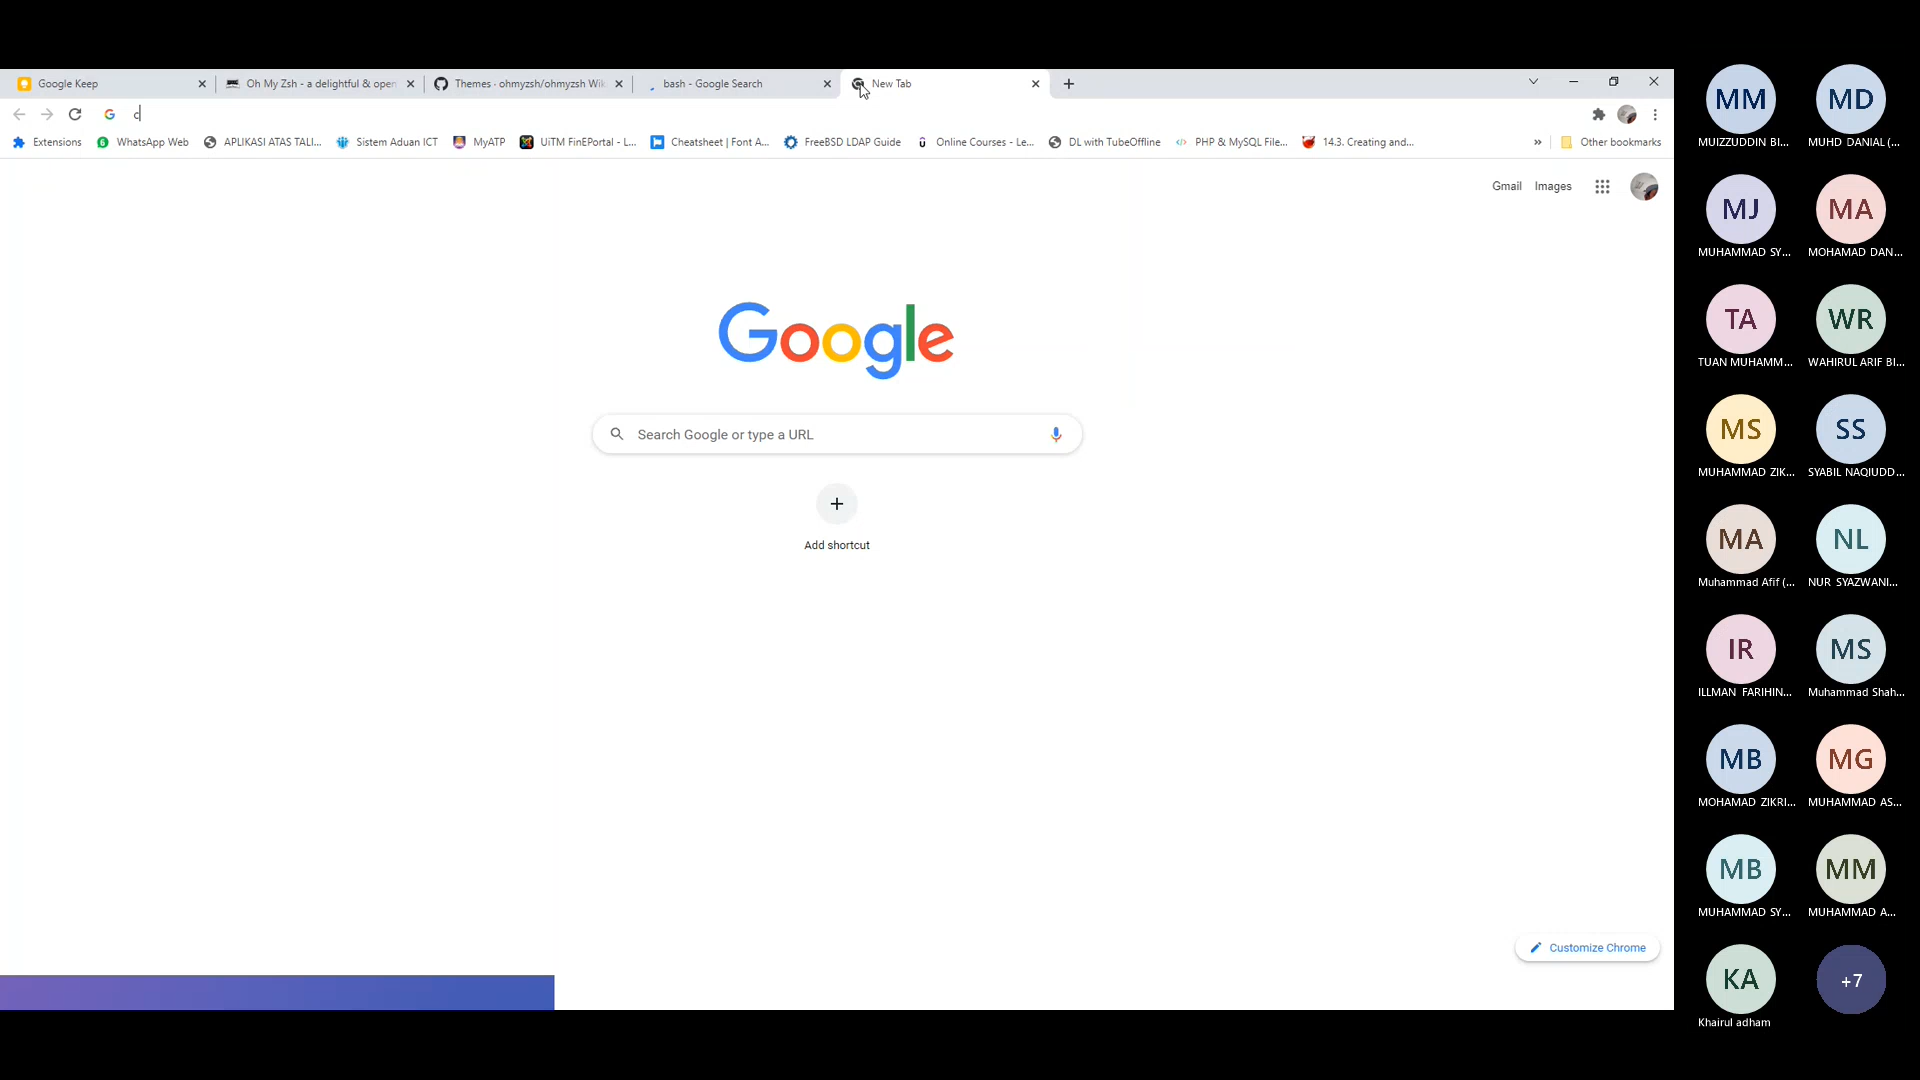 Google Keep
Oh My Zsh - a delightful & open
Themes · ohmyzsh/ohmyzsh Wik
bash - Google Search
New Tab
d
Extensions
WhatsApp Web
APLIKASI ATAS TALI...
Sistem Aduan ICT
MyATP
UiTM FinEPortal - L...
Cheatsheet | Font A...
FreeBSD LDAP Guide
Online Courses - Le...
DL with TubeOffline
PHP & MySQL File...
14.3. Creating and...
»
Other bookmarks
Gmail
Images
Google
Search Google or type a URL
Add shortcut
Customize Chrome
MM
MD
MUIZZUDDIN BI...
MUHD DANIAL (...
MJ
MA
MUHAMMAD SY...
MOHAMAD DAN...
TA
WR
TUAN MUHAMM...
WAHIRUL ARIF BI...
MS
SS
MUHAMMAD ZIK...
SYABIL NAQIUDD...
MA
NL
Muhammad Afif (...
NUR SYAZWANI...
IR
MS
ILLMAN FARIHIN...
Muhammad Shah...
MB
MG
MOHAMAD ZIKRI...
MUHAMMAD AS...
MB
MM
MUHAMMAD SY...
MUHAMMAD A...
KA
+7
Khairul adham